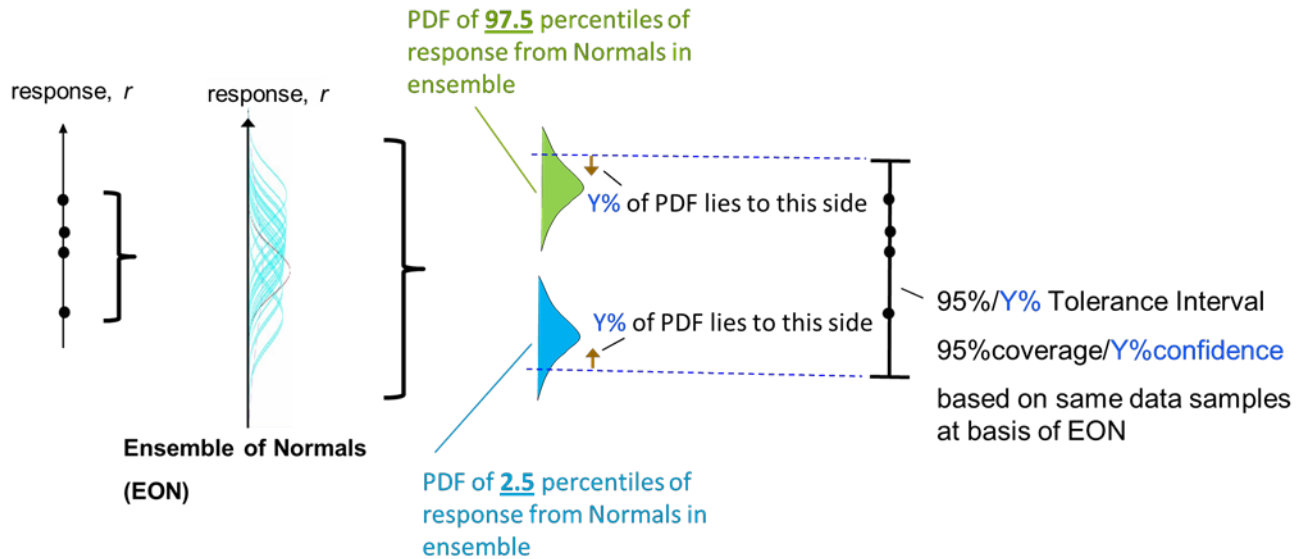 PDF of 97.5 percentiles of
response from Normals in
ensemble
response, r
response, r
Y% of PDF lies to this side
Y% of PDF lies to this side
95%/Y% Tolerance Interval
95%coverage/Y%confidence
based on same data samples
at basis of EON
Ensemble of Normals
(EON)
PDF of 2.5 percentiles of
response from Normals in
ensemble